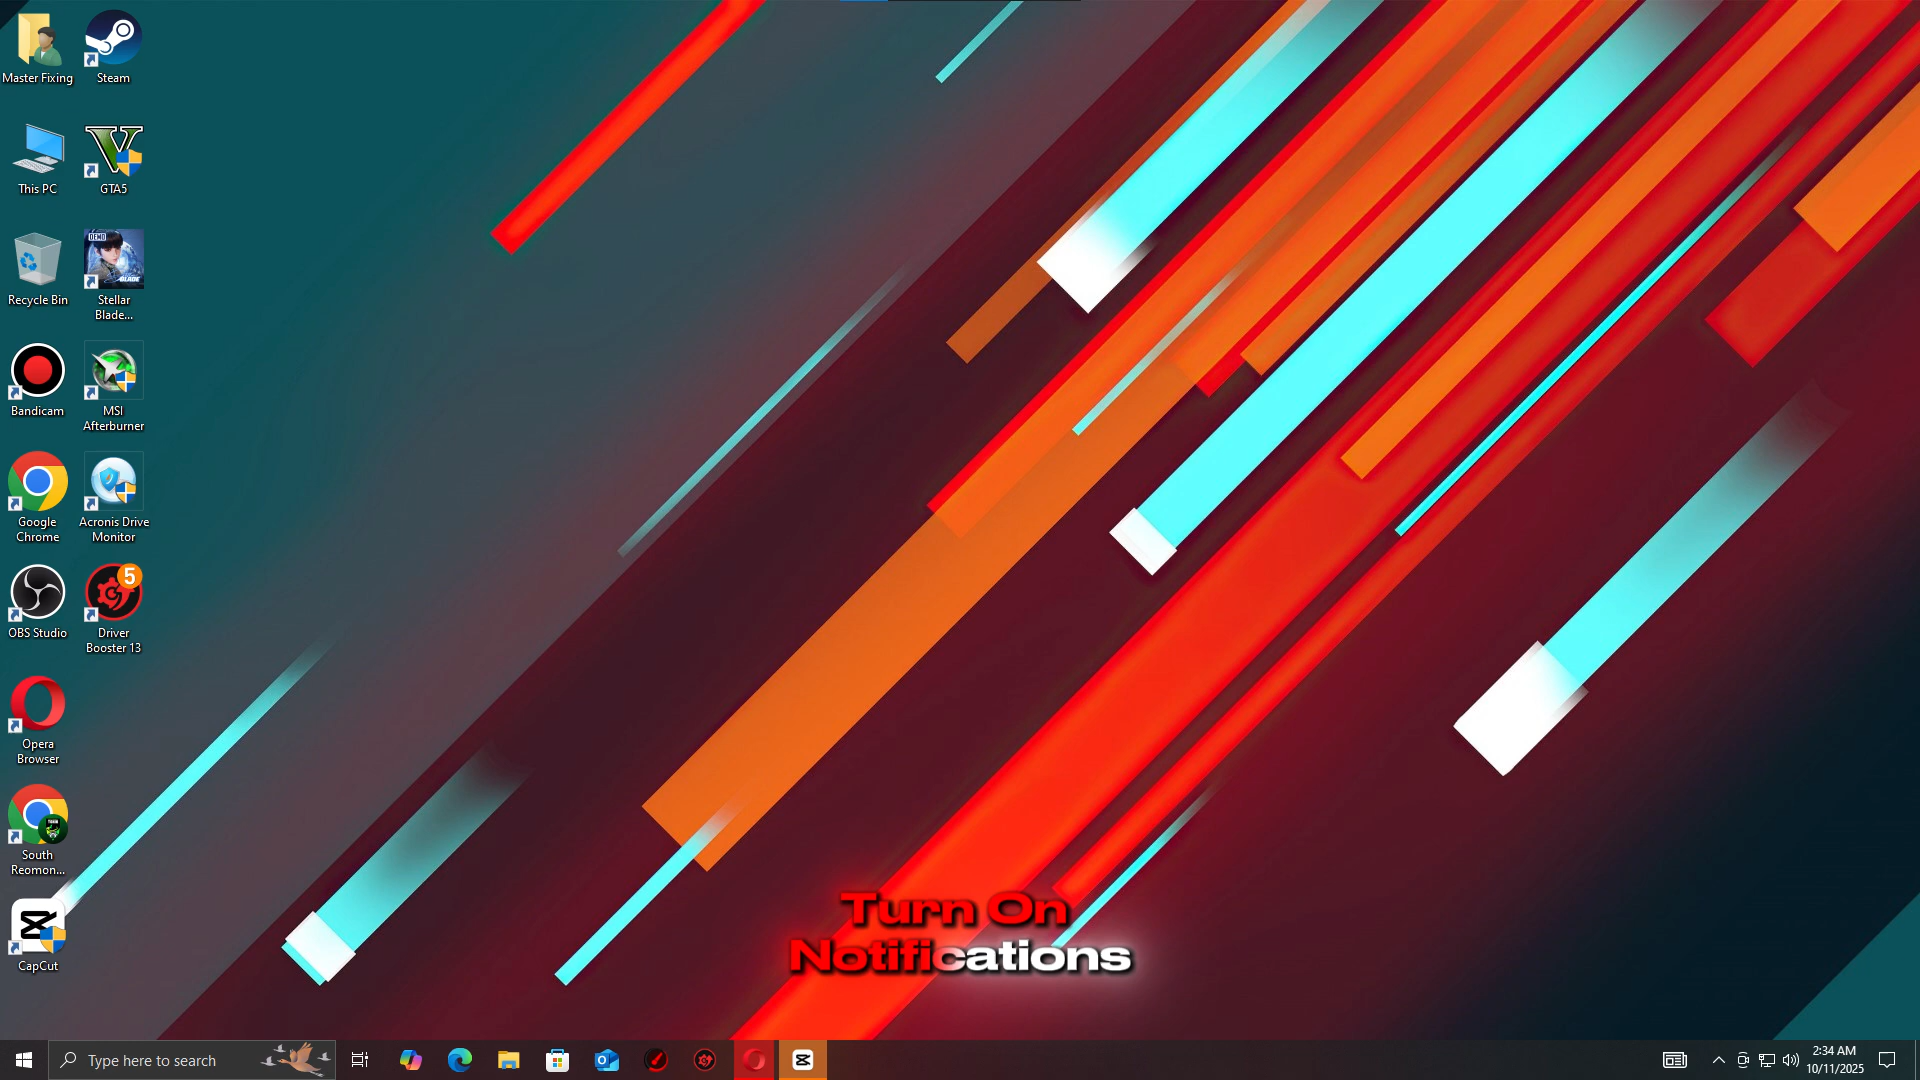 Master Fixing
Steam
This PC
GTA5
Recycle Bin
DEMO
BLADE
Stellar
Blade...
Bandicam
MSI
Afterburner
Google
Chrome
Acronis Drive
Monitor
OBS Studio
5
Driver
Booster 13
Opera
Browser
South
Reomon...
CapCut
Turn On
Notifications
Type here to search
2:34 AM
10/11/2025